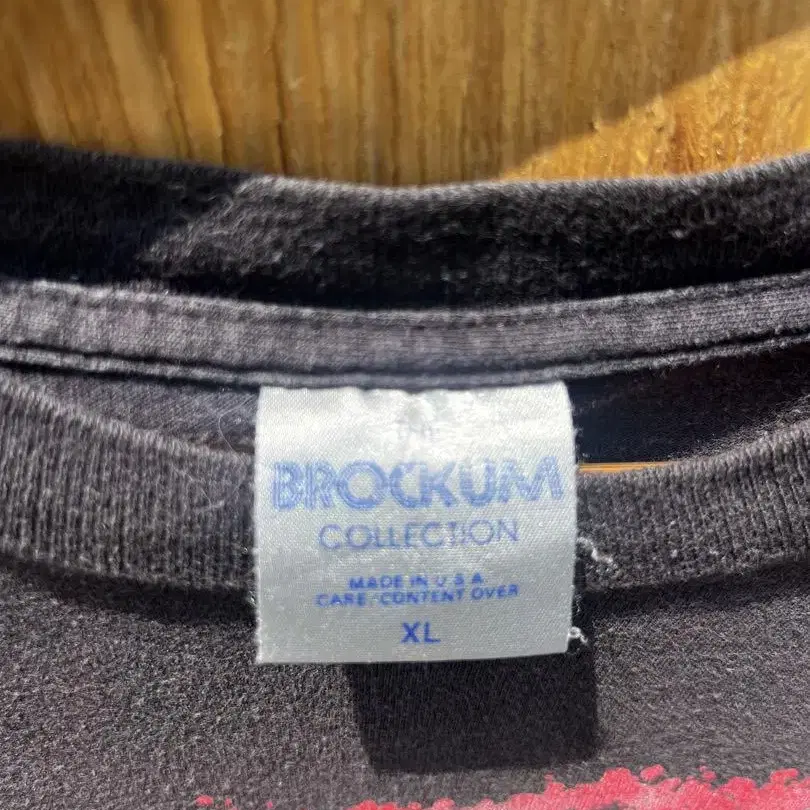 BROCKUM
COLLECTION
MADE IN U S A
CARE/CONTENT OVER
XL